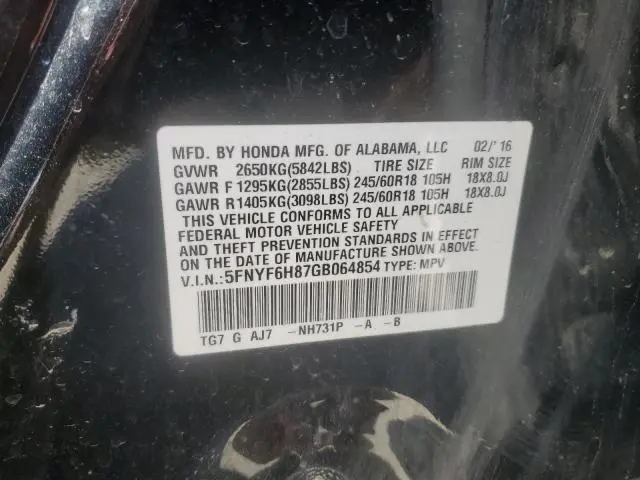 MFD. BY HONDA MFG. OF ALABAMA, LLC 02/'16
GVWR 2650KG(5842LBS) TIRE SIZE RIM SIZE
GAWR F 1295KG(2855LBS) 245/60R18 105H 18X8.0J
GAWR R1405KG(3098LBS) 245/60R18 105H 18X8.0J
THIS VEHICLE CONFORMS TO ALL APPLICABLE
FEDERAL MOTOR VEHICLE SAFETY
AND THEFT PREVENTION STANDARDS IN EFFECT
ON THE DATE OF MANUFACTURE SHOWN ABOVE.
V.I.N.:5FNYF6H87GB064854 TYPE: MPV
TG7 G AJ7 -NH731P -A -B